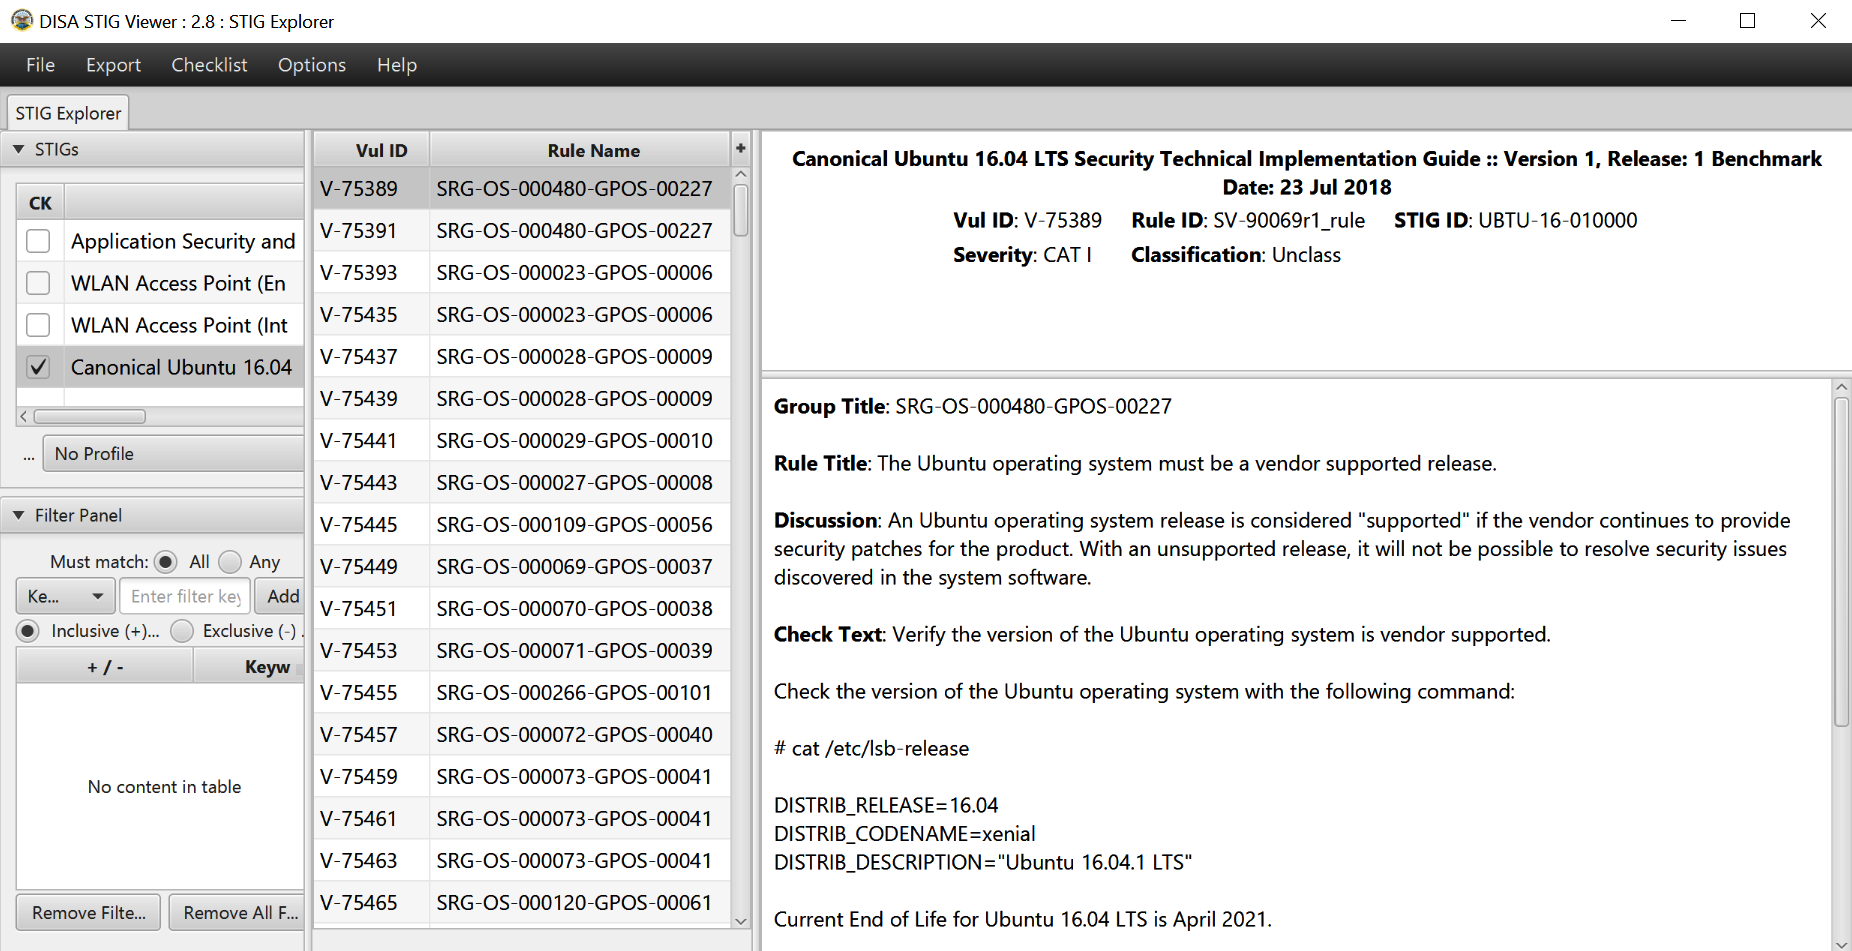 DISA STIG Viewer : 2.8 : STIG Explorer
File Export Checklist Options Help
STIG Explorer
STIGs
CK
Application Security and
WLAN Access Point (En
WLAN Access Point (Int
Canonical Ubuntu 16.04
... No Profile
Filter Panel
Must match: All Any
Ke... Enter filter key Add
Inclusive (+)... Exclusive (-) .
+ / - Keyw
No content in table
Remove Filte... Remove All F...
Vul ID Rule Name +
V-75389 SRG-OS-000480-GPOS-00227
V-75391 SRG-OS-000480-GPOS-00227
V-75393 SRG-OS-000023-GPOS-00006
V-75435 SRG-OS-000023-GPOS-00006
V-75437 SRG-OS-000028-GPOS-00009
V-75439 SRG-OS-000028-GPOS-00009
V-75441 SRG-OS-000029-GPOS-00010
V-75443 SRG-OS-000027-GPOS-00008
V-75445 SRG-OS-000109-GPOS-00056
V-75449 SRG-OS-000069-GPOS-00037
V-75451 SRG-OS-000070-GPOS-00038
V-75453 SRG-OS-000071-GPOS-00039
V-75455 SRG-OS-000266-GPOS-00101
V-75457 SRG-OS-000072-GPOS-00040
V-75459 SRG-OS-000073-GPOS-00041
V-75461 SRG-OS-000073-GPOS-00041
V-75463 SRG-OS-000073-GPOS-00041
V-75465 SRG-OS-000120-GPOS-00061
Canonical Ubuntu 16.04 LTS Security Technical Implementation Guide :: Version 1, Release: 1 Benchmark
Date: 23 Jul 2018
Vul ID: V-75389 Rule ID: SV-90069r1_rule STIG ID: UBTU-16-010000
Severity: CAT I Classification: Unclass
Group Title: SRG-OS-000480-GPOS-00227
Rule Title: The Ubuntu operating system must be a vendor supported release.
Discussion: An Ubuntu operating system release is considered "supported" if the vendor continues to provide
security patches for the product. With an unsupported release, it will not be possible to resolve security issues
discovered in the system software.
Check Text: Verify the version of the Ubuntu operating system is vendor supported.
Check the version of the Ubuntu operating system with the following command:
# cat /etc/lsb-release
DISTRIB_RELEASE=16.04
DISTRIB_CODENAME=xenial
DISTRIB_DESCRIPTION="Ubuntu 16.04.1 LTS"
Current End of Life for Ubuntu 16.04 LTS is April 2021.